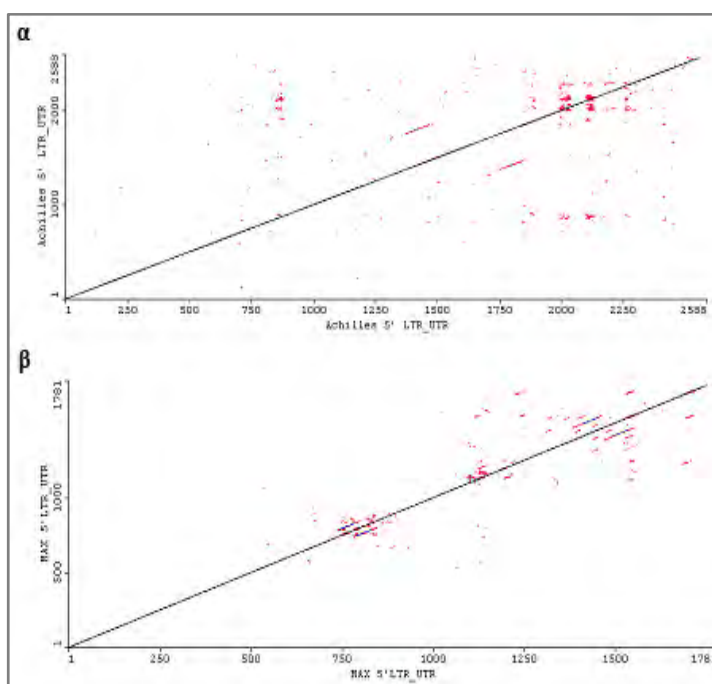 α
2588
2000
1000
1
Achilles 5' LTR_UTR
1 250 500 750 1000 1250 1500 1750 2000 2250 2588
Achilles 5' LTR_UTR
β
1781
1000
500
1
MAX 5'LTR_UTR
1 250 500 750 1000 1250 1500 178
MAX 5'LTR_UTR